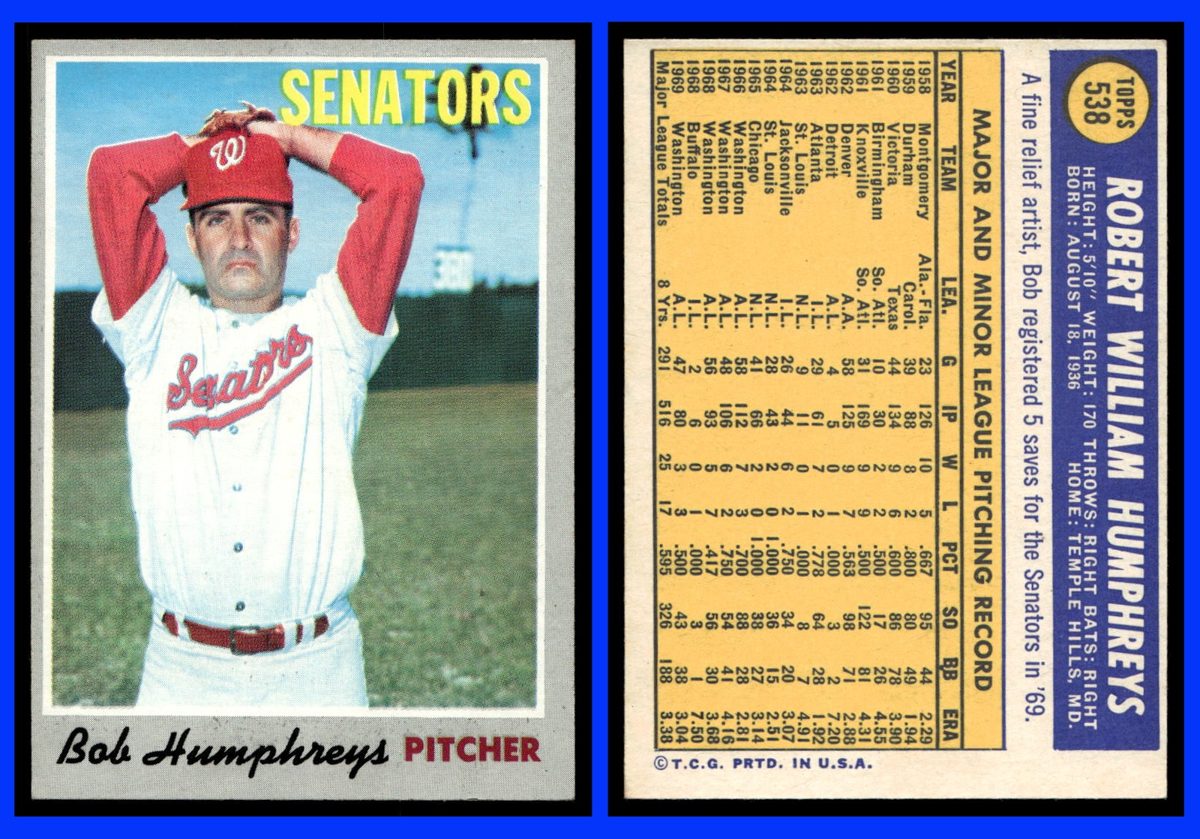 SENATORS
W
Senators
360
Bob Humphreys PITCHER
TOPPS
538
ROBERT WILLIAM HUMPHREYS
HEIGHT: 5'10" WEIGHT: 170 THROWS: RIGHT BATS: RIGHT
BORN: AUGUST 18, 1936 HOME: TEMPLE HILLS, MD.
A fine relief artist, Bob registered 5 saves for the Senators in '69.
MAJOR AND MINOR LEAGUE PITCHING RECORD
YEAR TEAM LEA. G IP W L PCT SO BB ERA
1958 Montgomery Ala.-Fla. 23 126 10 5 .667 95 44 2.29
1959 Durham Carol. 39 88 8 2 .800 80 49 1.94
1960 Victoria Texas 44 134 9 6 .600 86 78 3.90
1961 Birmingham So. Atl. 10 30 2 2 .500 17 26 4.55
1961 Knoxville So. Atl. 31 169 9 9 .500 122 81 4.31
1962 Denver A.A. 58 125 9 7 .563 98 71 2.88
1962 Detroit A.L. 4 5 0 1 .000 3 2 7.20
1963 Atlanta I.L. 29 61 7 2 .778 64 28 1.92
1963 St. Louis N.L. 9 11 0 1 .000 8 7 4.91
1964 Jacksonville I.L. 26 44 6 2 .750 34 20 3.07
1964 St. Louis N.L. 28 43 2 0 1.000 36 15 2.51
1965 Chicago N.L. 41 66 2 0 1.000 38 27 3.14
1966 Washington A.L. 58 112 7 3 .700 88 28 2.81
1967 Washington A.L. 48 106 6 2 .750 54 41 4.16
1968 Washington A.L. 56 93 5 7 .417 56 30 3.68
1968 Buffalo I.L. 2 6 0 1 .000 3 1
1969 Washington A.L. 47 80 3 3 .500 43 38 3.04
Major League Totals 8 Yrs. 291 516 25 17 .595 326 188 3.38
© T.C.G. PRTD. IN U.S.A.